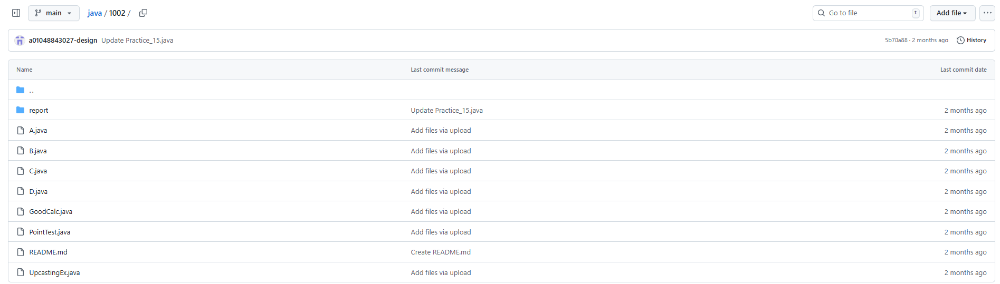 main java / 1002 / Go to file t Add file ...
a01048843027-design Update Practice_15.java 5b70a88 · 2 months ago History
Name Last commit message Last commit date
..
report Update Practice_15.java 2 months ago
A.java Add files via upload 2 months ago
B.java Add files via upload 2 months ago
C.java Add files via upload 2 months ago
D.java Add files via upload 2 months ago
GoodCalc.java Add files via upload 2 months ago
PointTest.java Add files via upload 2 months ago
README.md Create README.md 2 months ago
UpcastingEx.java Add files via upload 2 months ago